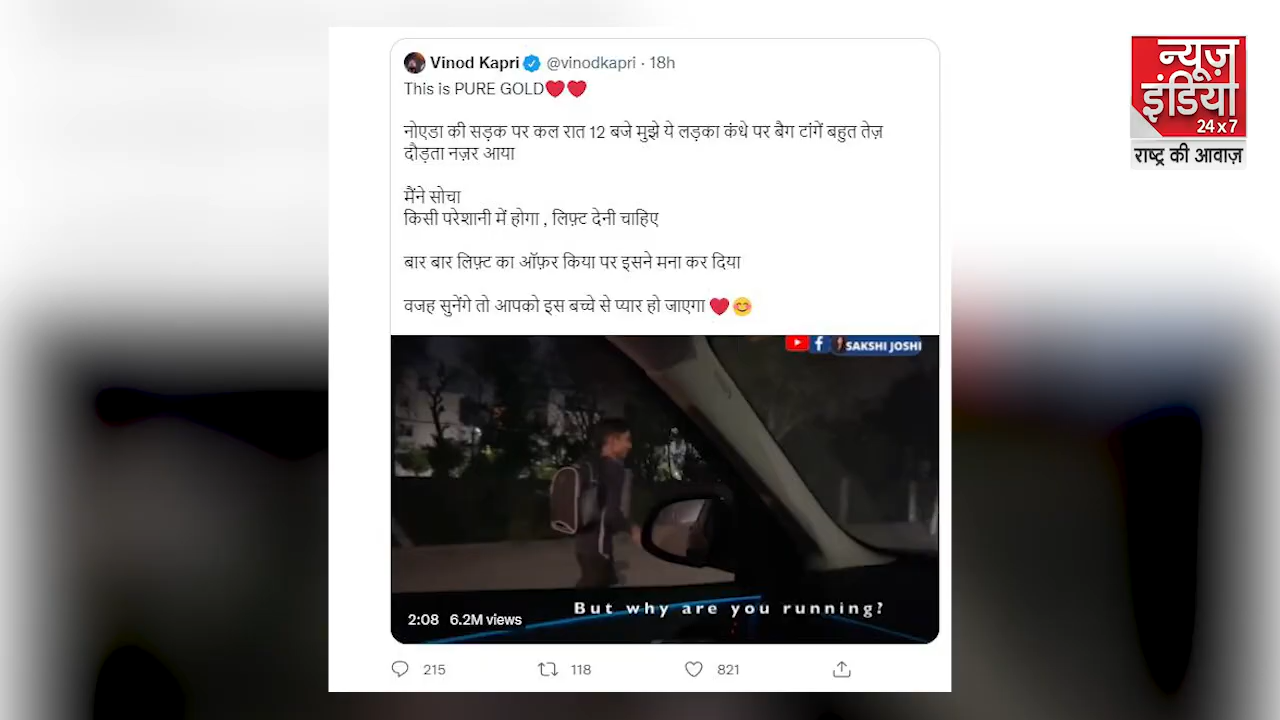 Vinod Kapri @vinodkapri · 18h
This is PURE GOLD❤️❤️
नोएडा की सड़क पर कल रात 12 बजे मुझे ये लड़का कंधे पर बैग टांगें बहुत तेज़
दौड़ता नज़र आया
मैंने सोचा
किसी परेशानी में होगा , लिफ़्ट देनी चाहिए
बार बार लिफ़्ट का ऑफ़र किया पर इसने मना कर दिया
वजह सुनेंगे तो आपको इस बच्चे से प्यार हो जाएगा ❤️😊
SAKSHI JOSHI
But why are you running?
2:08 6.2M views
215 118 821
न्यूज़
इंडिया
24x7
राष्ट्र की आवाज़